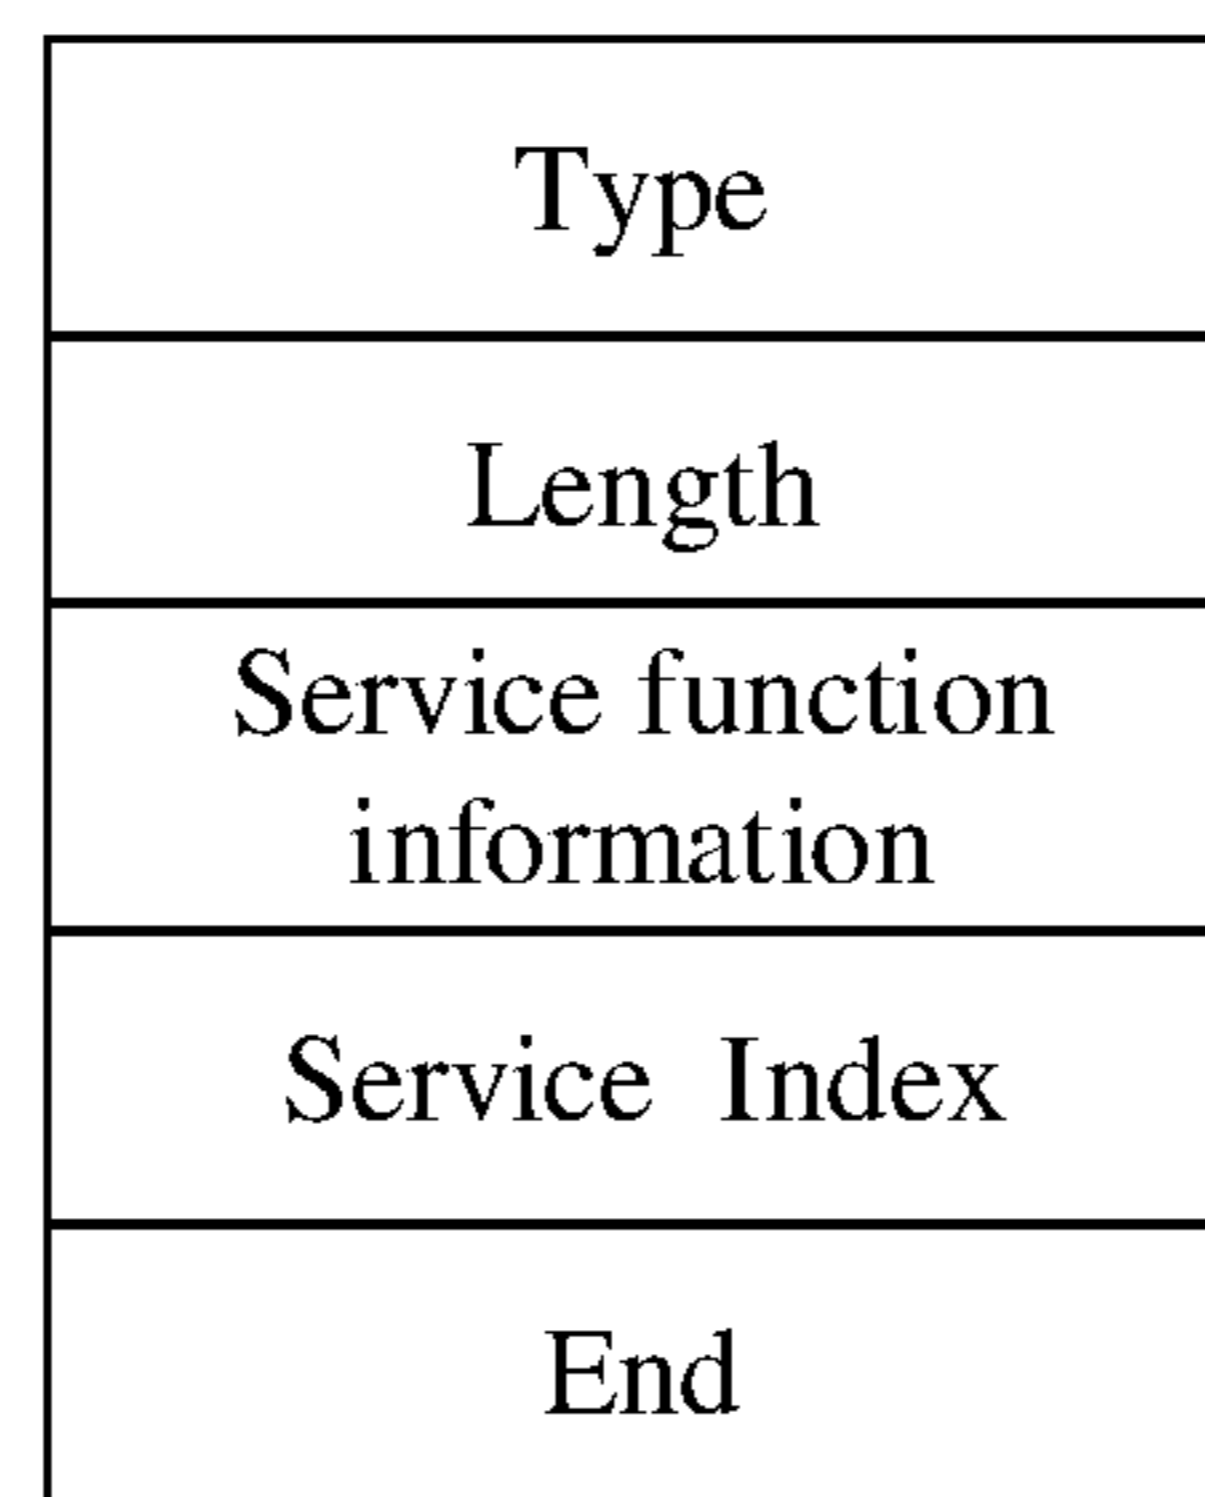 Type
Length
Service function
information
Service Index
End